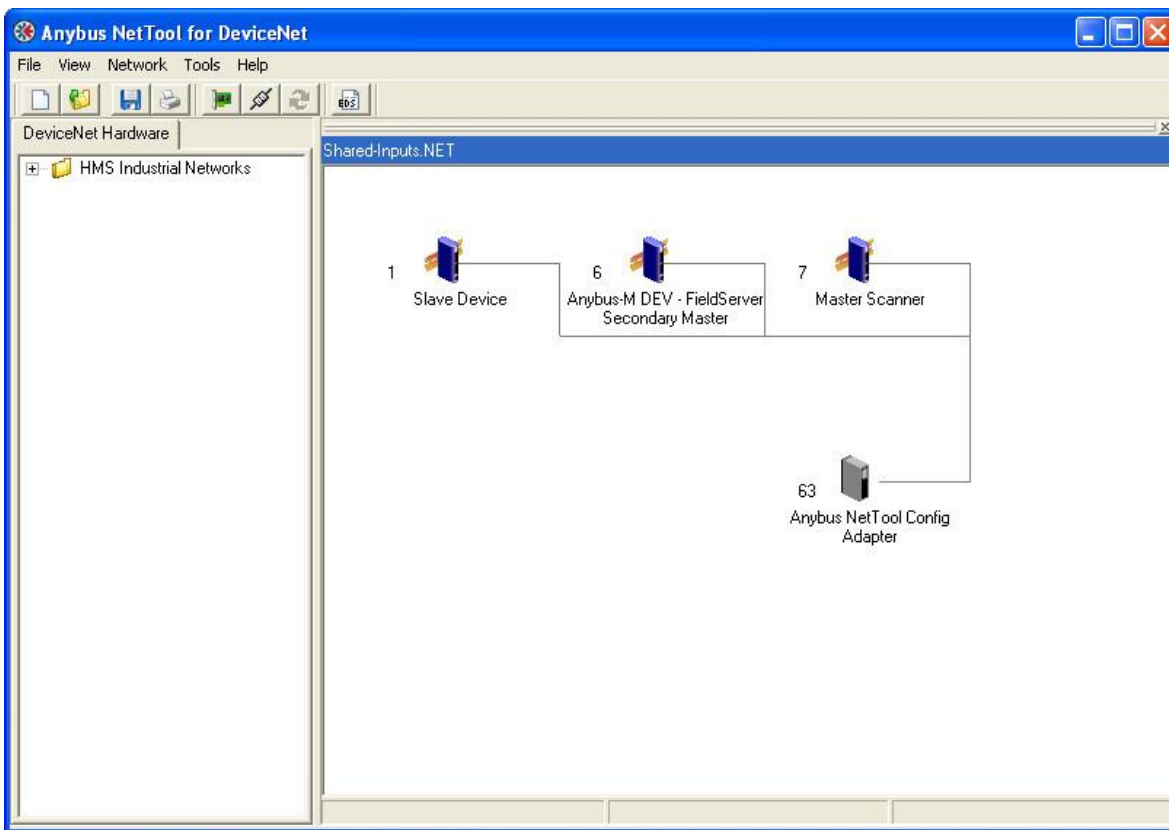 Anybus NetTool for DeviceNet
File View Network Tools Help
EDS
DeviceNet Hardware
HMS Industrial Networks
Shared-Inputs.NET
1
Slave Device
6
Anybus-M DEV - FieldServer
Secondary Master
7
Master Scanner
63
Anybus NetTool Config
Adapter